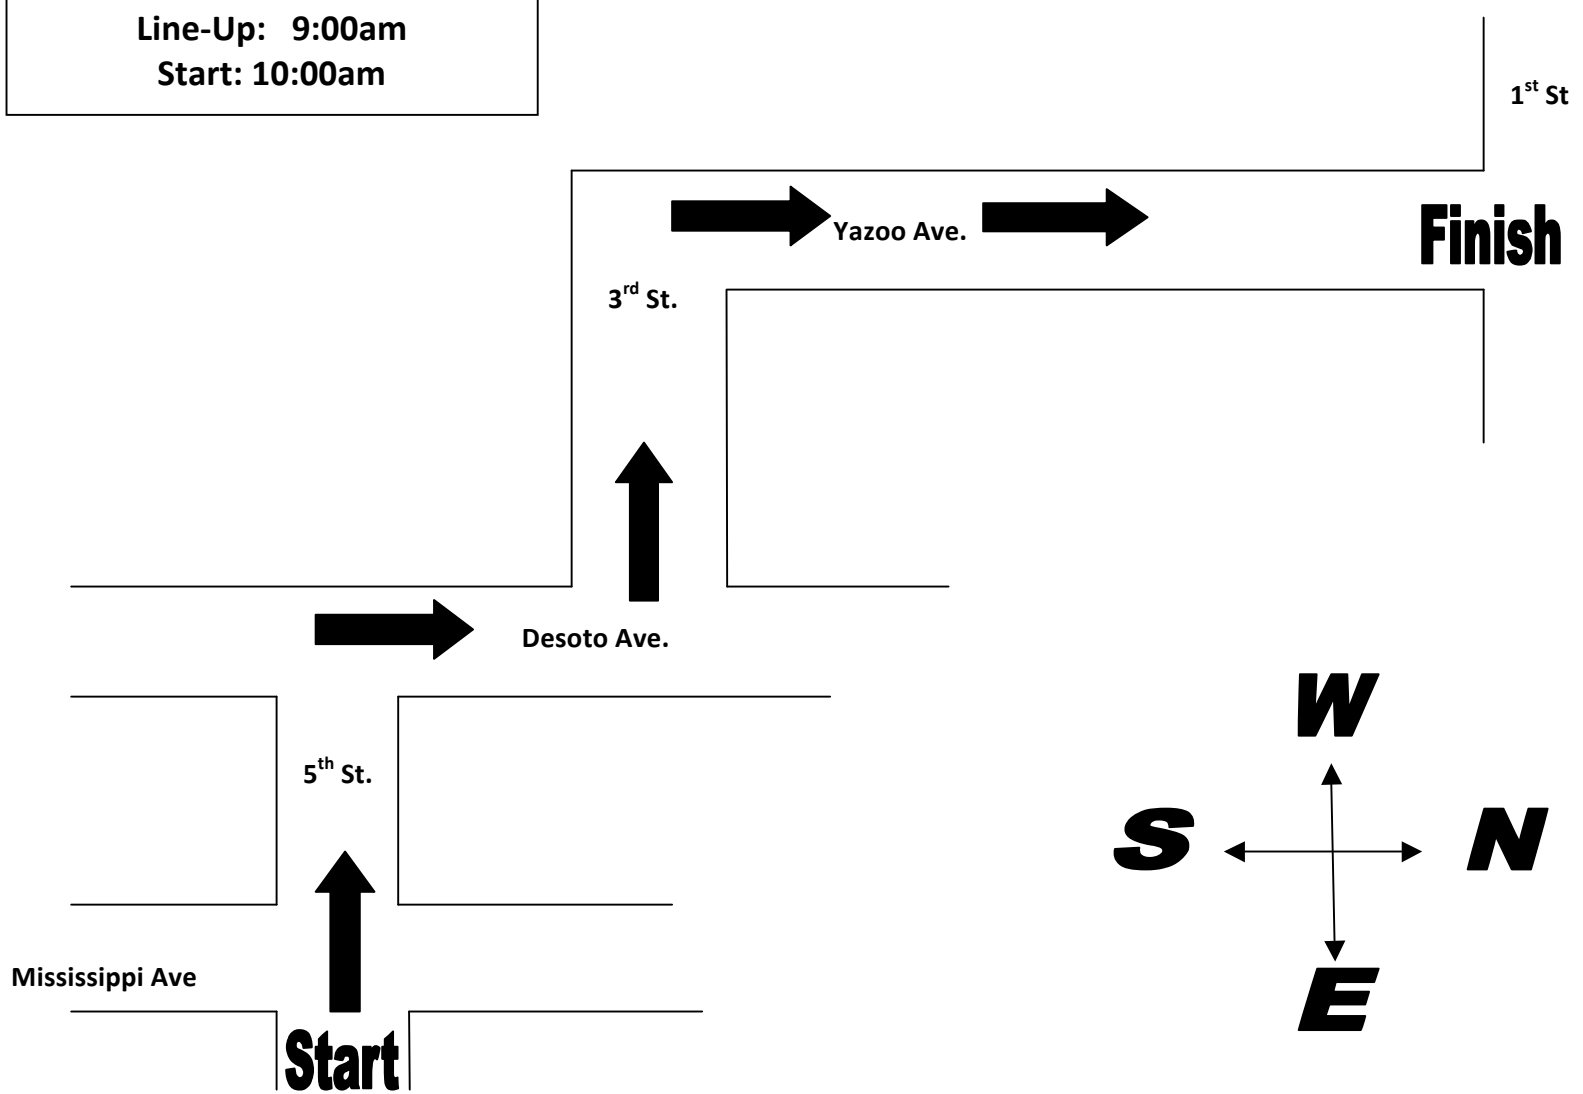 Line-Up: 9:00am
Start: 10:00am
1st St
Yazoo Ave.
Finish
3rd St.
Desoto Ave.
5th St.
W
S
N
E
Mississippi Ave
Start